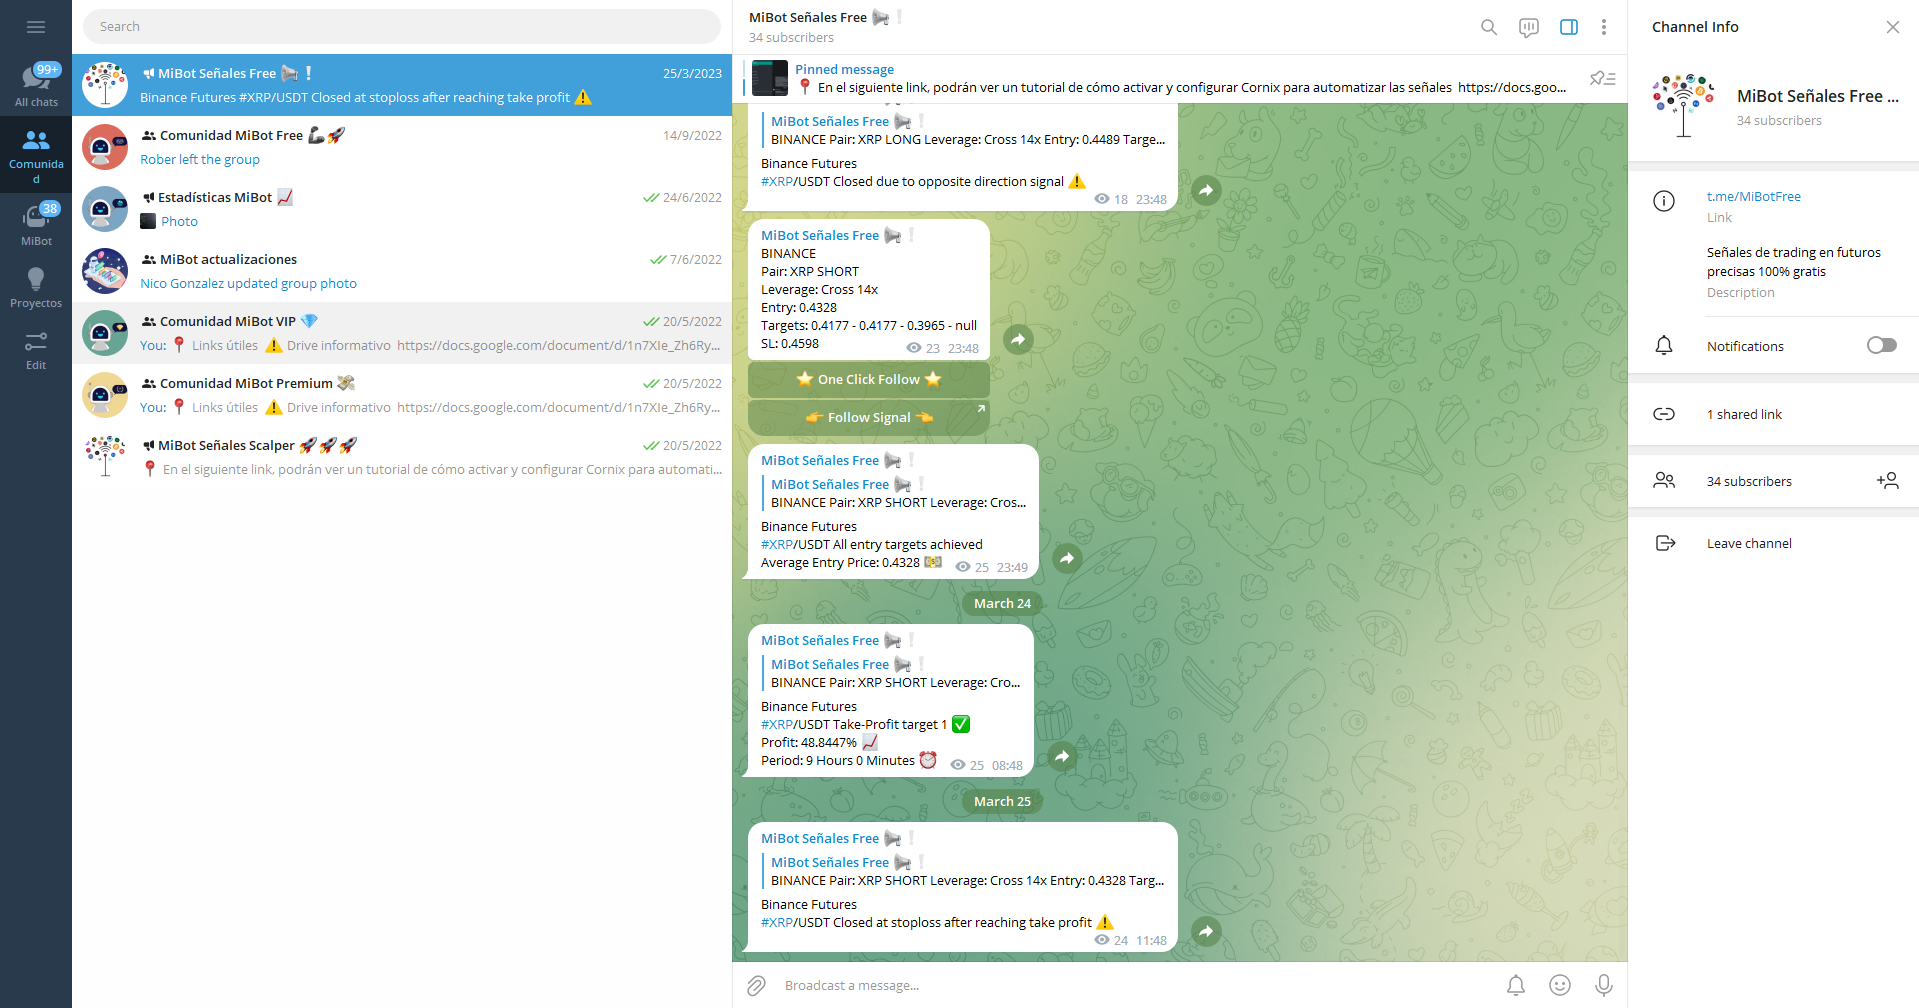 99+
All chats
Comunida
d
38
MiBot
Proyectos
Edit
Search
MiBot Señales Free
25/3/2023
Binance Futures #XRP/USDT Closed at stoploss after reaching take profit
Comunidad MiBot Free
14/9/2022
Rober left the group
Estadísticas MiBot
24/6/2022
Photo
MiBot actualizaciones
7/6/2022
Nico Gonzalez updated group photo
Comunidad MiBot VIP
20/5/2022
You: 📍 Links útiles ⚠️ Drive informativo https://docs.google.com/document/d/1n7XIe_Zh6Ry...
Comunidad MiBot Premium
20/5/2022
You: 📍 Links útiles ⚠️ Drive informativo https://docs.google.com/document/d/1n7XIe_Zh6Ry...
MiBot Señales Scalper
20/5/2022
📍 En el siguiente link, podrán ver un tutorial de cómo activar y configurar Cornix para automati...
MiBot Señales Free
34 subscribers
Pinned message
📍 En el siguiente link, podrán ver un tutorial de cómo activar y configurar Cornix para automatizar las señales https://docs.goo...
MiBot Señales Free
BINANCE Pair: XRP LONG Leverage: Cross 14x Entry: 0.4489 Targe...
Binance Futures
#XRP/USDT Closed due to opposite direction signal ⚠️
18 23:48
MiBot Señales Free
BINANCE
Pair: XRP SHORT
Leverage: Cross 14x
Entry: 0.4328
Targets: 0.4177 - 0.4177 - 0.3965 - null
SL: 0.4598
23 23:48
⭐ One Click Follow ⭐
👉 Follow Signal 👈
MiBot Señales Free
MiBot Señales Free
BINANCE Pair: XRP SHORT Leverage: Cros...
Binance Futures
#XRP/USDT All entry targets achieved
Average Entry Price: 0.4328 💵
25 23:49
March 24
MiBot Señales Free
MiBot Señales Free
BINANCE Pair: XRP SHORT Leverage: Cro...
Binance Futures
#XRP/USDT Take-Profit target 1 ✅
Profit: 48.8447% 📈
Period: 9 Hours 0 Minutes ⏰
25 08:48
March 25
MiBot Señales Free
MiBot Señales Free
BINANCE Pair: XRP SHORT Leverage: Cross 14x Entry: 0.4328 Targ...
Binance Futures
#XRP/USDT Closed at stoploss after reaching take profit ⚠️
24 11:48
Broadcast a message...
Channel Info
MiBot Señales Free ...
34 subscribers
t.me/MiBotFree
Link
Señales de trading en futuros
precisas 100% gratis
Description
Notifications
1 shared link
34 subscribers
Leave channel